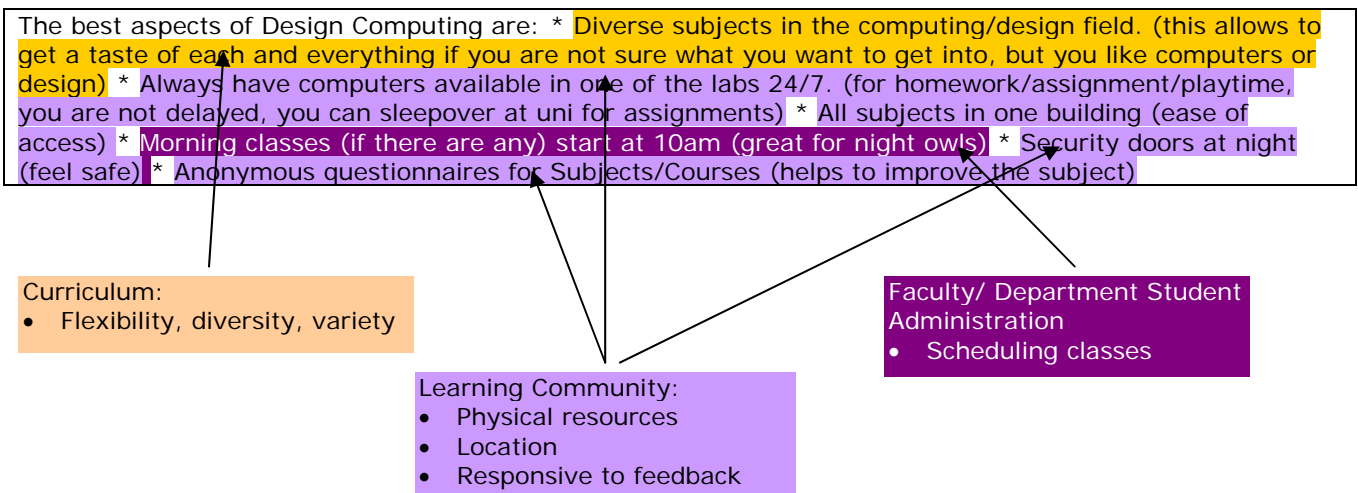 The best aspects of Design Computing are: * Diverse subjects in the computing/design field. (this allows to
get a taste of each and everything if you are not sure what you want to get into, but you like computers or
design) * Always have computers available in one of the labs 24/7. (for homework/assignment/playtime,
you are not delayed, you can sleepover at uni for assignments) * All subjects in one building (ease of
access) * Morning classes (if there are any) start at 10am (great for night owls) * Security doors at night
(feel safe) * Anonymous questionnaires for Subjects/Courses (helps to improve the subject)
Curriculum:
• Flexibility, diversity, variety
Faculty/ Department Student
Administration
• Scheduling classes
Learning Community:
• Physical resources
• Location
• Responsive to feedback